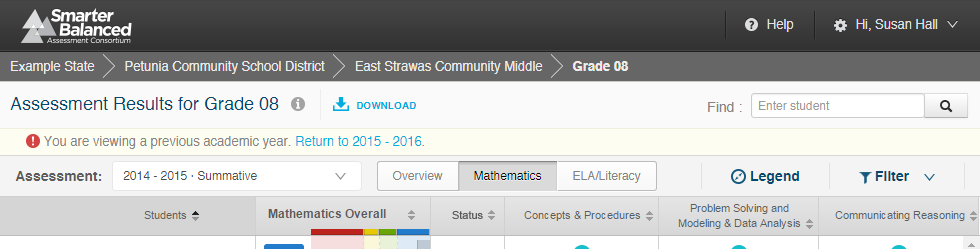 Smarter
Balanced
Assessment Consortium
Help
Hi, Susan Hall
Example State
Petunia Community School District
East Strawas Community Middle
Grade 08
Assessment Results for Grade 08
DOWNLOAD
Find :
Enter student
You are viewing a previous academic year. Return to 2015 - 2016.
Assessment:
2014 - 2015 · Summative
Overview
Mathematics
ELA/Literacy
Legend
Filter
Students
Mathematics Overall
Status
Concepts & Procedures
Problem Solving and
Modeling & Data Analysis
Communicating Reasoning